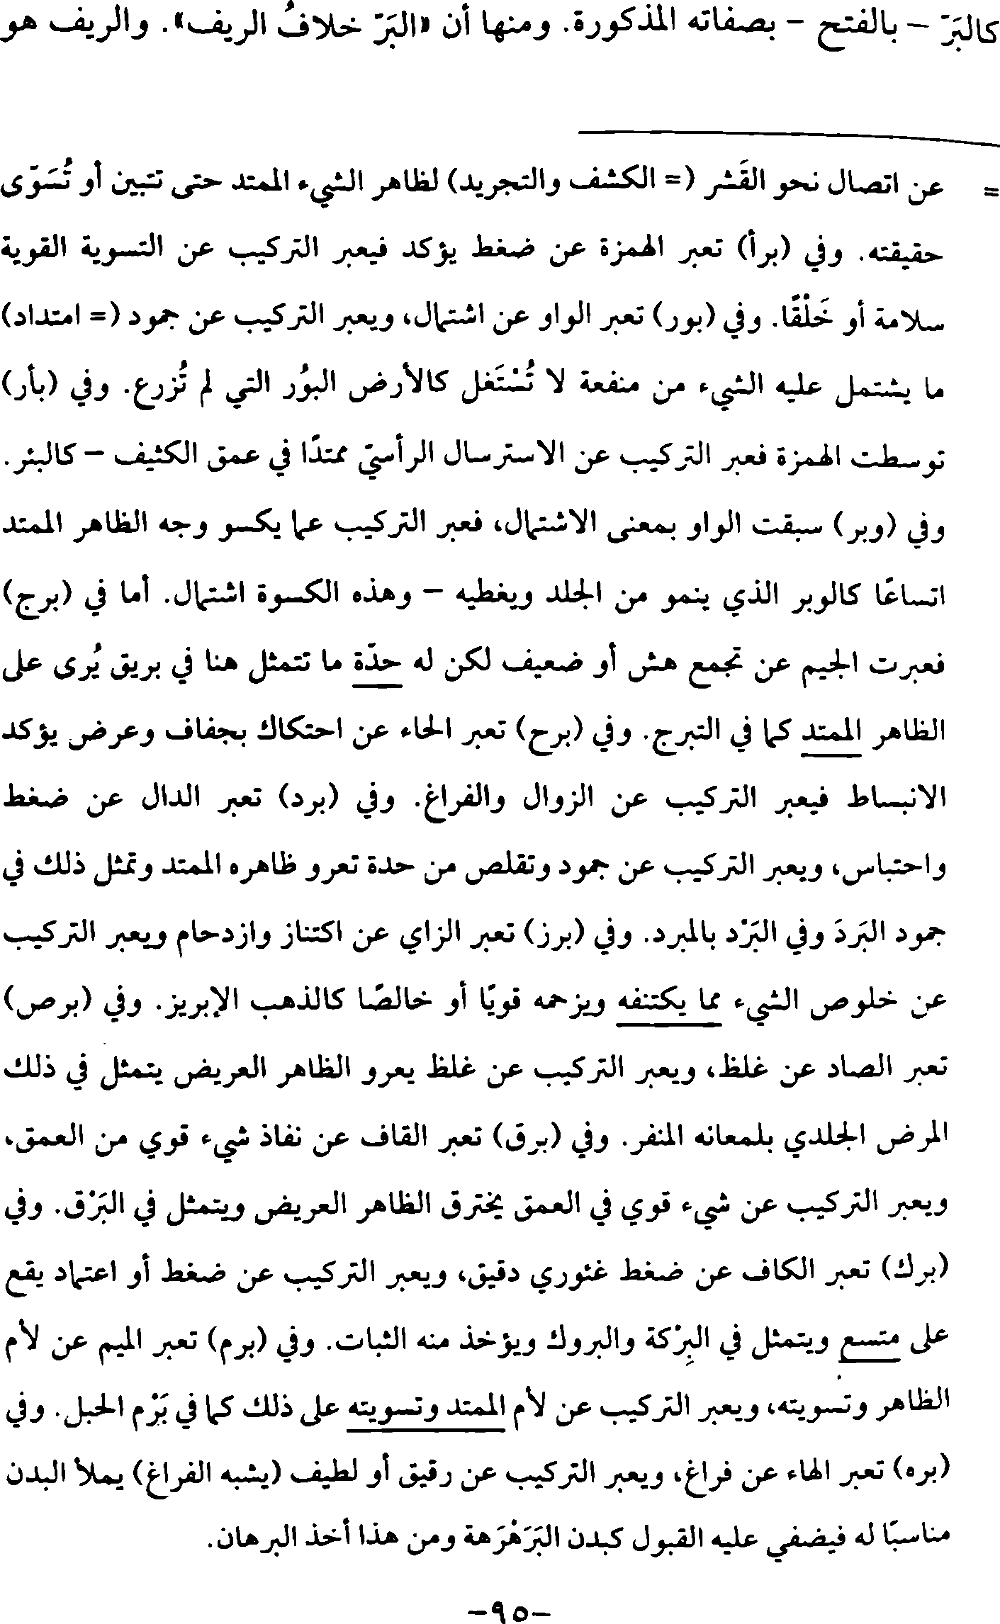 كالبَرّ – بالفتح – بصفاته المذكورة. ومنها أن «البَرّ خلافُ الريف». والريف هو
= عن اتصال نحو القَشر (= الكشف والتجريد) لظاهر الشيء الممتد حتى تتبين أو تُسَوّى
حقيقته. وفي (برأ) تعبر الهمزة عن ضغط يؤكد فيعبر التركيب عن التسوية القوية
سلامة أو خَلْقًا. وفي (بور) تعبر الواو عن اشتمال، ويعبر التركيب عن جمود (= امتداد)
ما يشتمل عليه الشيء من منفعة لا تُسْتَغل كالأرض البوُر التي لم تُزرع. وفي (بأر)
توسطت الهمزة فعبر التركيب عن الاسترسال الرأسيّ ممتدًا في عمق الكثيف – كالبئر.
وفي (وبر) سبقت الواو بمعنى الاشتمال، فعبر التركيب عما يكسو وجه الظاهر الممتد
اتساعًا كالوبر الذي ينمو من الجلد ويغطيه – وهذه الكسوة اشتمال. أما في (برج)
فعبرت الجيم عن تجمع هش أو ضعيف لكن له حدّة ما تتمثل هنا في بريق يُرى على
الظاهر الممتد كما في التبرج. وفي (برح) تعبر الحاء عن احتكاك بجفاف وعرض يؤكد
الانبساط فيعبر التركيب عن الزوال والفراغ. وفي (برد) تعبر الدال عن ضغط
واحتباس، ويعبر التركيب عن جمود وتقلص من حدة تعرو ظاهره الممتد وتمثل ذلك في
جمود البَردَ وفي البَرْد بالمبرد. وفي (برز) تعبر الزاي عن اكتناز وازدحام ويعبر التركيب
عن خلوص الشيء مما يكتنفه ويزحمه قويًا أو خالصًا كالذهب الإبريز. وفي (برص)
تعبر الصاد عن غلظ، ويعبر التركيب عن غلظ يعرو الظاهر العريض يتمثل في ذلك
المرض الجلدي بلمعانه المنفر. وفي (برق) تعبر القاف عن نفاذ شيء قوي من العمق،
ويعبر التركيب عن شيء قوي في العمق يخترق الظاهر العريض ويتمثل في البَرْق. وفي
(برك) تعبر الكاف عن ضغط غئوري دقيق، ويعبر التركيب عن ضغط أو اعتماد يقع
على متسع ويتمثل في البِرْكة والبروك ويؤخذ منه الثبات. وفي (برم) تعبر الميم عن لأم
الظاهر وتسويته، ويعبر التركيب عن لأم الممتد وتسويته على ذلك كما في بَرْم الحبل. وفي
(بره) تعبر الهاء عن فراغ، ويعبر التركيب عن رقيق أو لطيف (يشبه الفراغ) يملأ البدن
مناسبًا له فيضفي عليه القبول كبدن البَرَهْرَهة ومن هذا أخذ البرهان.
–٩٥–